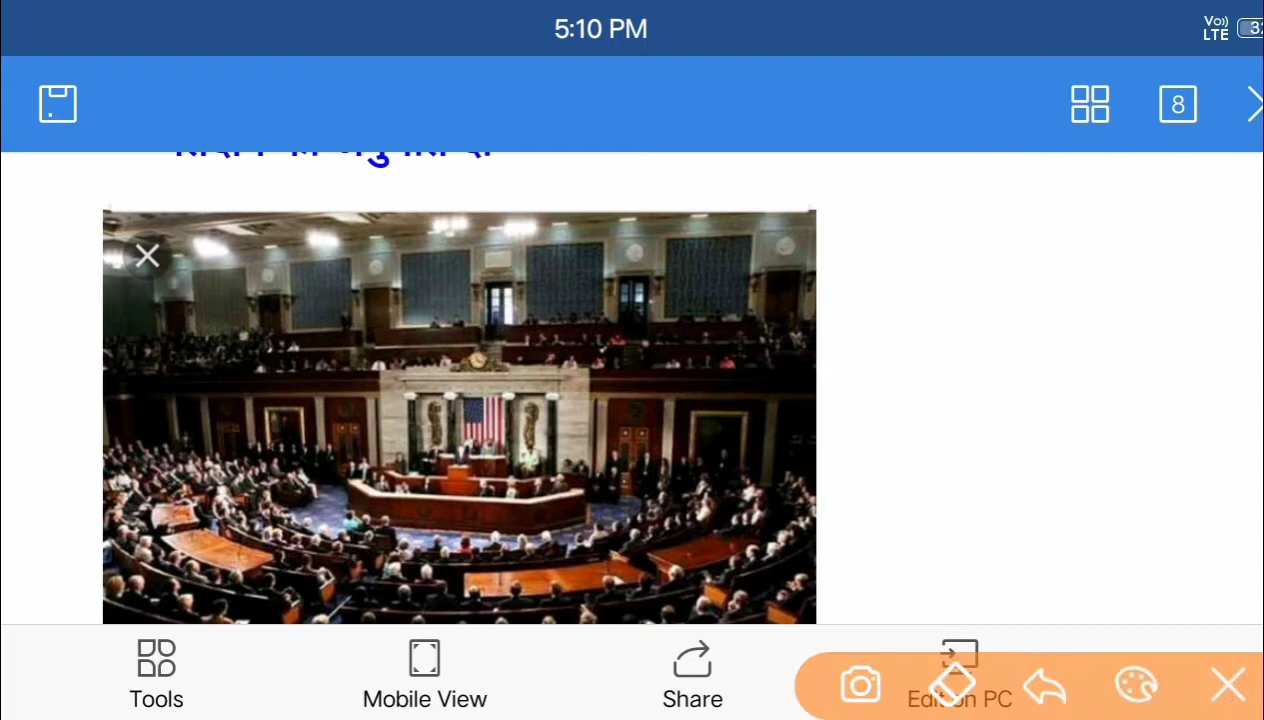 5:10 PM
Vo))
LTE
8
Tools
Mobile View
Share
Edit on PC